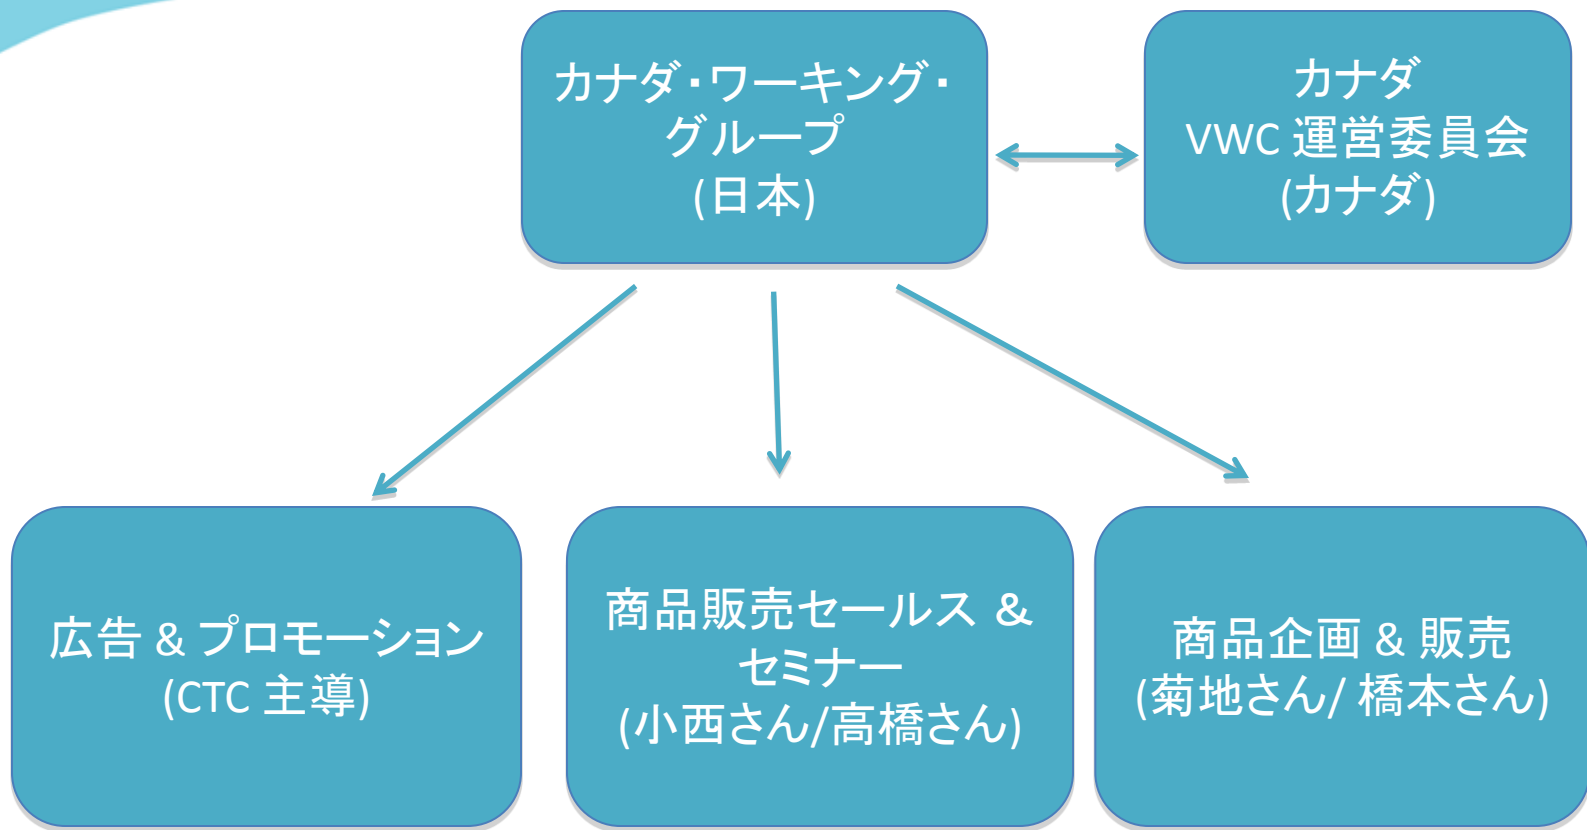 カナダ・ワーキング・
グループ
(日本)
カナダ
VWC 運営委員会
(カナダ)
広告 & プロモーション
(CTC 主導)
商品販売セールス &
セミナー
(小西さん/高橋さん)
商品企画 & 販売
(菊地さん/ 橋本さん)